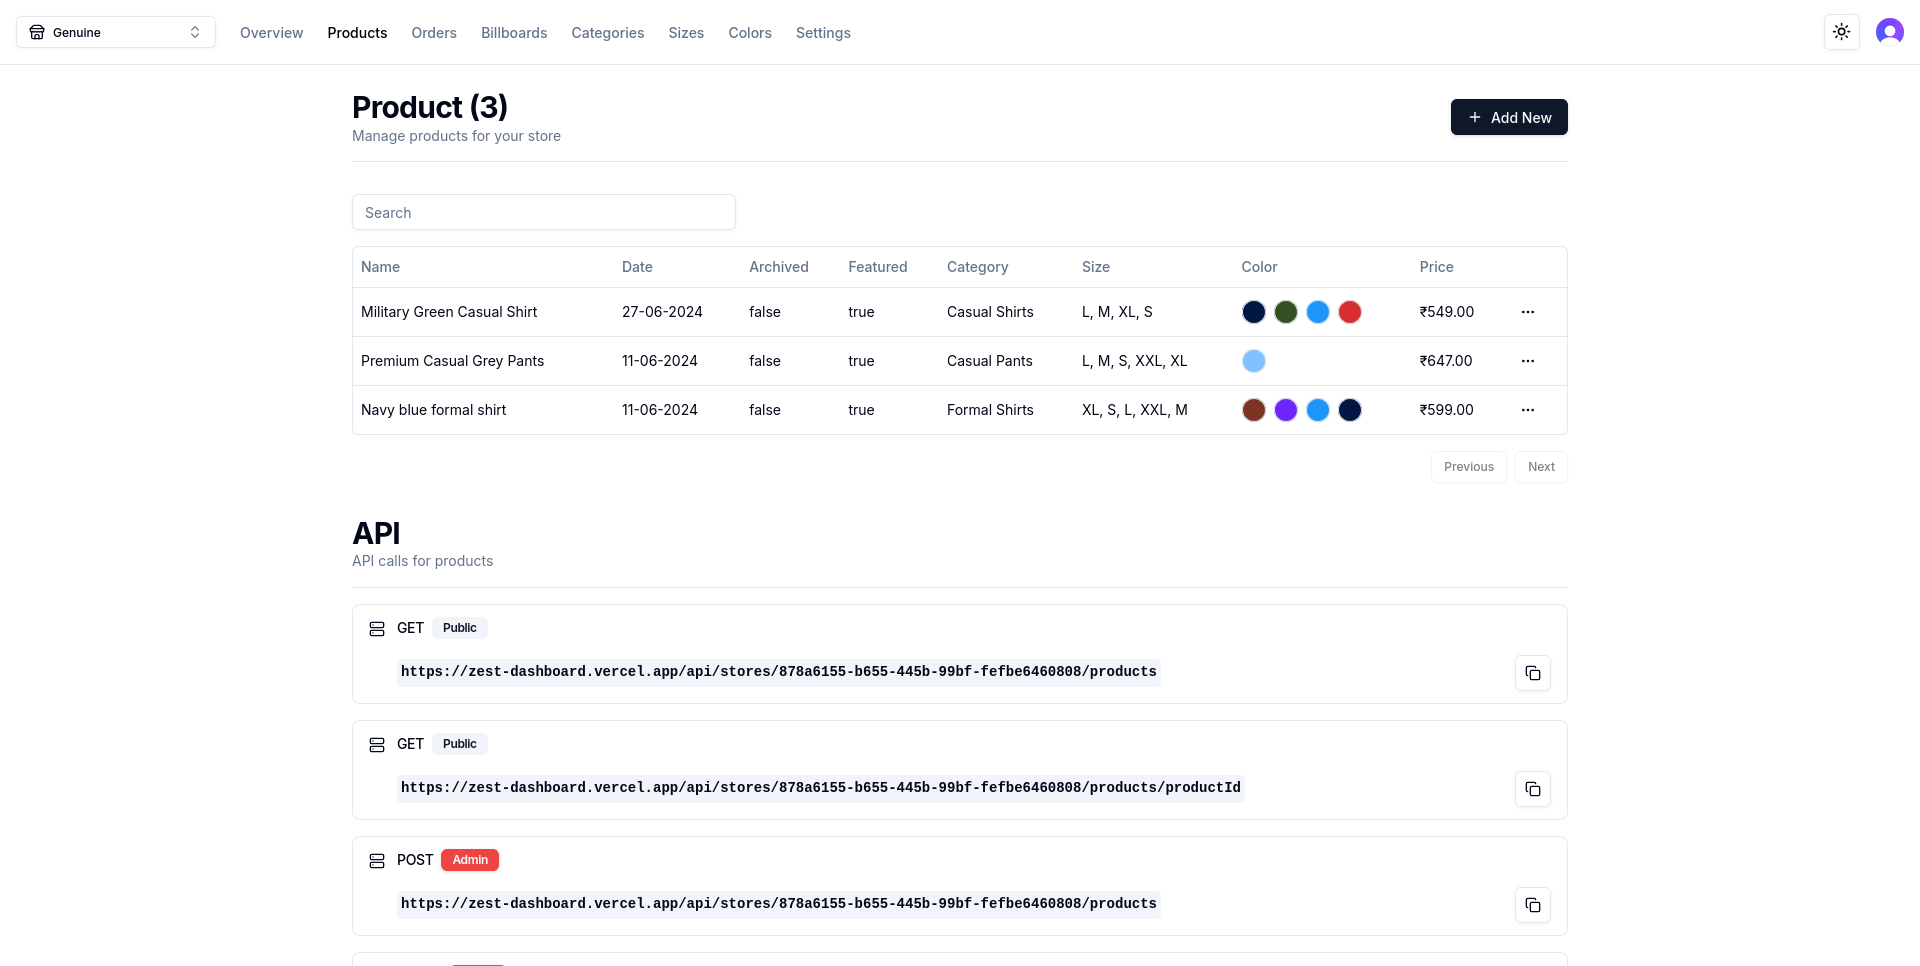 Genuine Overview Products Orders Billboards Categories Sizes Colors Settings
Product (3)
Manage products for your store
+ Add New
Search
Name Date Archived Featured Category Size Color Price
Military Green Casual Shirt 27-06-2024 false true Casual Shirts L, M, XL, S ₹549.00 ...
Premium Casual Grey Pants 11-06-2024 false true Casual Pants L, M, S, XXL, XL ₹647.00 ...
Navy blue formal shirt 11-06-2024 false true Formal Shirts XL, S, L, XXL, M ₹599.00 ...
Previous Next
API
API calls for products
GET Public
https://zest-dashboard.vercel.app/api/stores/878a6155-b655-445b-99bf-fefbe6460808/products
GET Public
https://zest-dashboard.vercel.app/api/stores/878a6155-b655-445b-99bf-fefbe6460808/products/productId
POST Admin
https://zest-dashboard.vercel.app/api/stores/878a6155-b655-445b-99bf-fefbe6460808/products